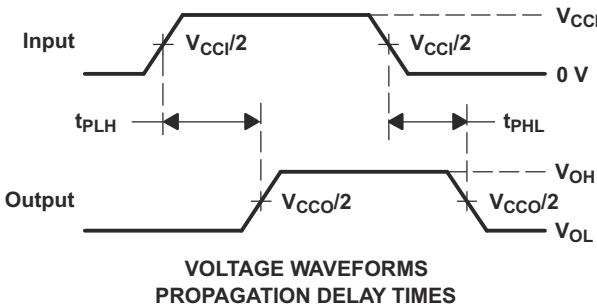 V_CCI
Input V_CCI/2 V_CCI/2
0 V
t_PLH t_PHL
V_OH
Output V_CCO/2 V_CCO/2
V_OL
VOLTAGE WAVEFORMS
PROPAGATION DELAY TIMES